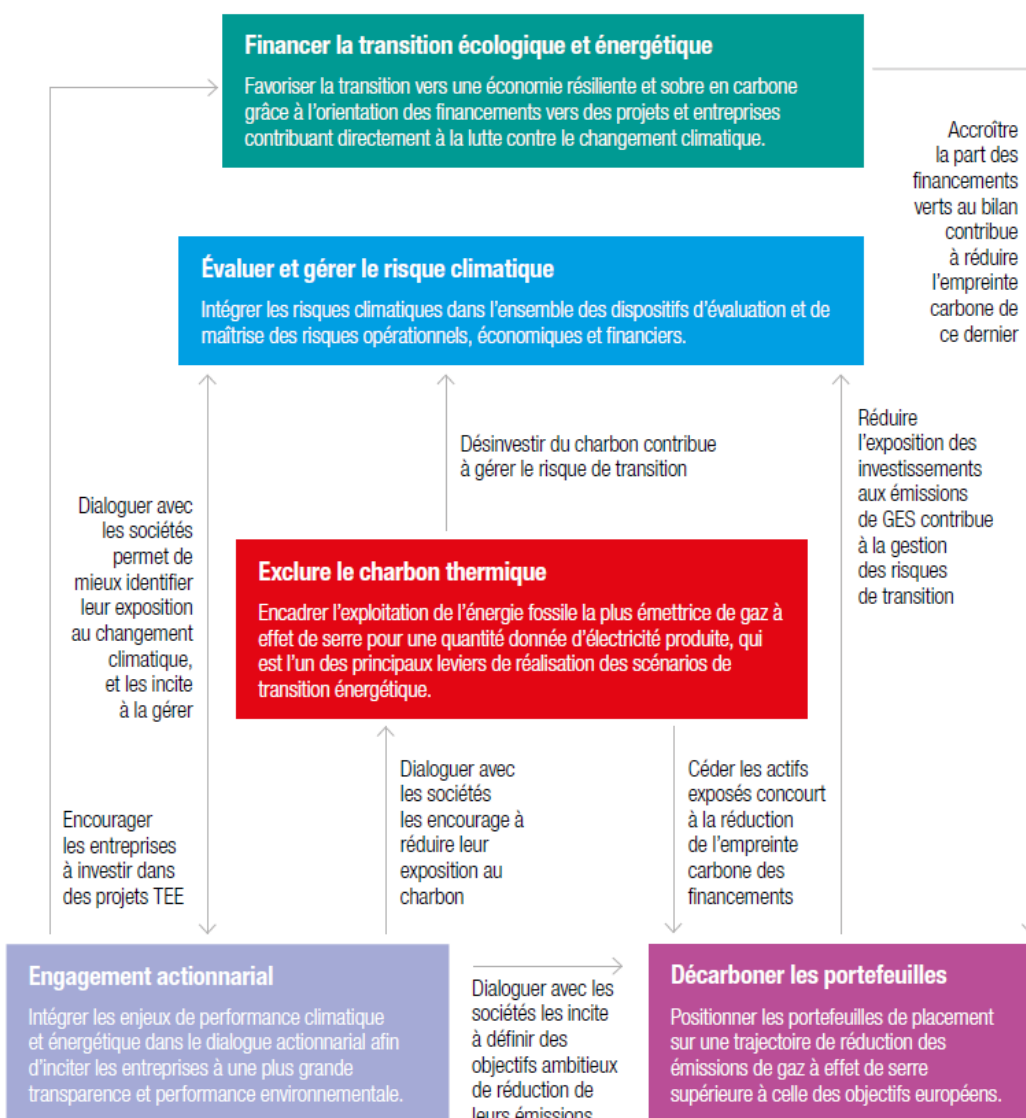 Financer la transition écologique et énergétique
Favoriser la transition vers une économie résiliente et sobre en carbone
grâce à l'orientation des financements vers des projets et entreprises
contribuant directement à la lutte contre le changement climatique.
Accroître
la part des
financements
verts au bilan
contribue
à réduire
l'empreinte
carbone de
ce dernier
Évaluer et gérer le risque climatique
Intégrer les risques climatiques dans l'ensemble des dispositifs d'évaluation et de
maîtrise des risques opérationnels, économiques et financiers.
Dialoguer avec
les sociétés
permet de
mieux identifier
leur exposition
au changement
climatique,
et les incite
à la gérer
Désinvestir du charbon contribue
à gérer le risque de transition
Réduire
l'exposition des
investissements
aux émissions
de GES contribue
à la gestion
des risques
de transition
Exclure le charbon thermique
Encadrer l'exploitation de l'énergie fossile la plus émettrice de gaz à
effet de serre pour une quantité donnée d'électricité produite, qui
est l'un des principaux leviers de réalisation des scénarios de
transition énergétique.
Encourager
les entreprises
à investir dans
des projets TEE
Dialoguer avec
les sociétés
les encourage à
réduire leur
exposition au
charbon
Céder les actifs
exposés concourt
à la réduction
de l'empreinte
carbone des
financements
Engagement actionnarial
Intégrer les enjeux de performance climatique
et énergétique dans le dialogue actionnarial afin
d'inciter les entreprises à une plus grande
transparence et performance environnementale.
Dialoguer avec les
sociétés les incite
à définir des
objectifs ambitieux
de réduction de
leurs émissions
Décarboner les portefeuilles
Positionner les portefeuilles de placement
sur une trajectoire de réduction des
émissions de gaz à effet de serre
supérieure à celle des objectifs européens.